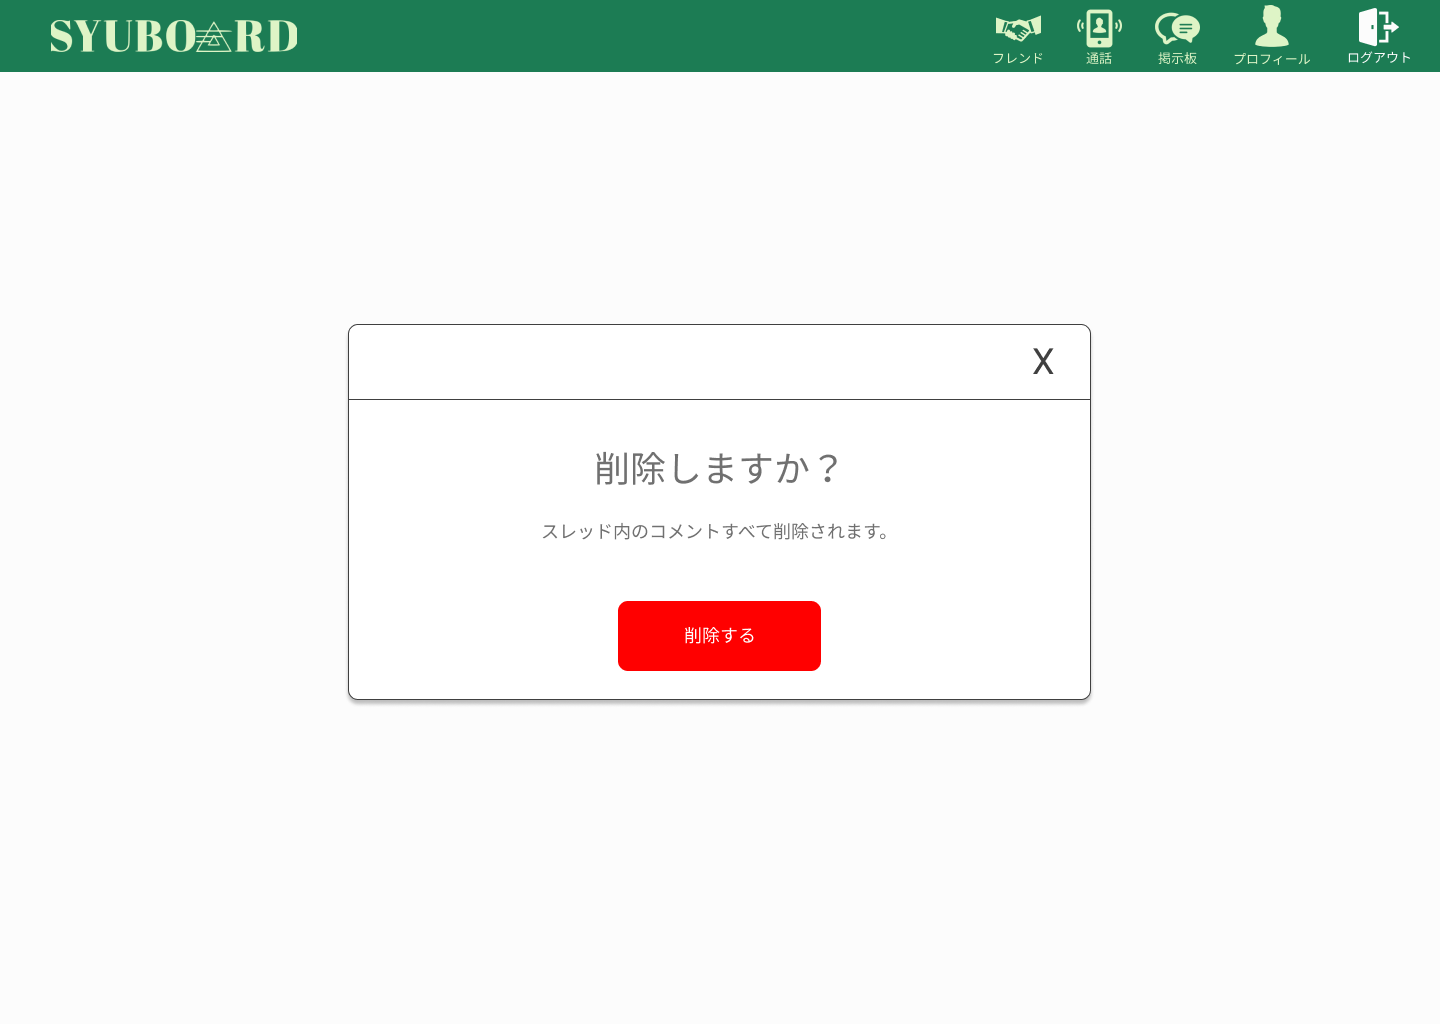 SYUBOARD
フレンド
通話
掲示板
プロフィール
ログアウト
X
削除しますか？
スレッド内のコメントすべて削除されます。
削除する